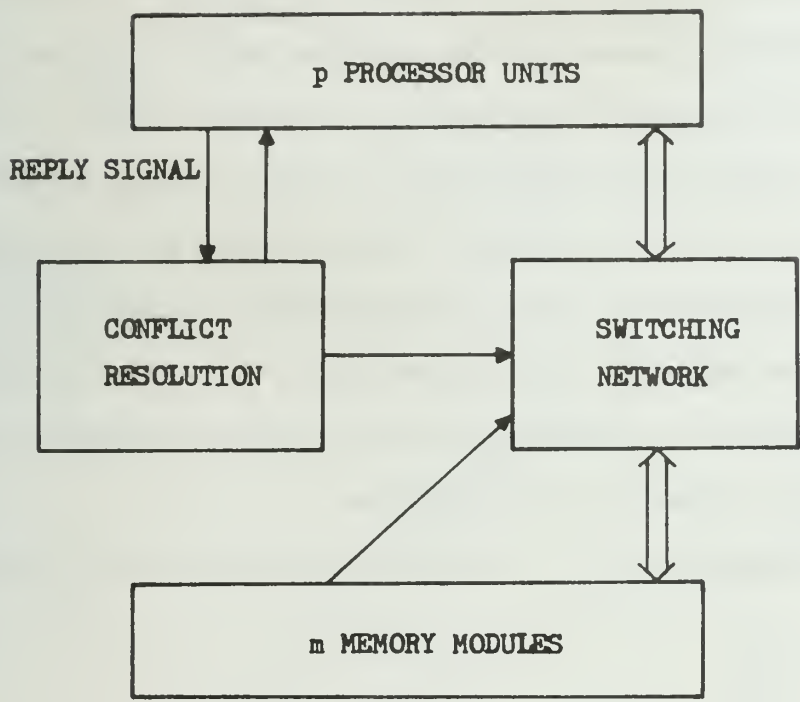 p PROCESSOR UNITS
REPLY SIGNAL
CONFLICT
RESOLUTION
SWITCHING
NETWORK
m MEMORY MODULES